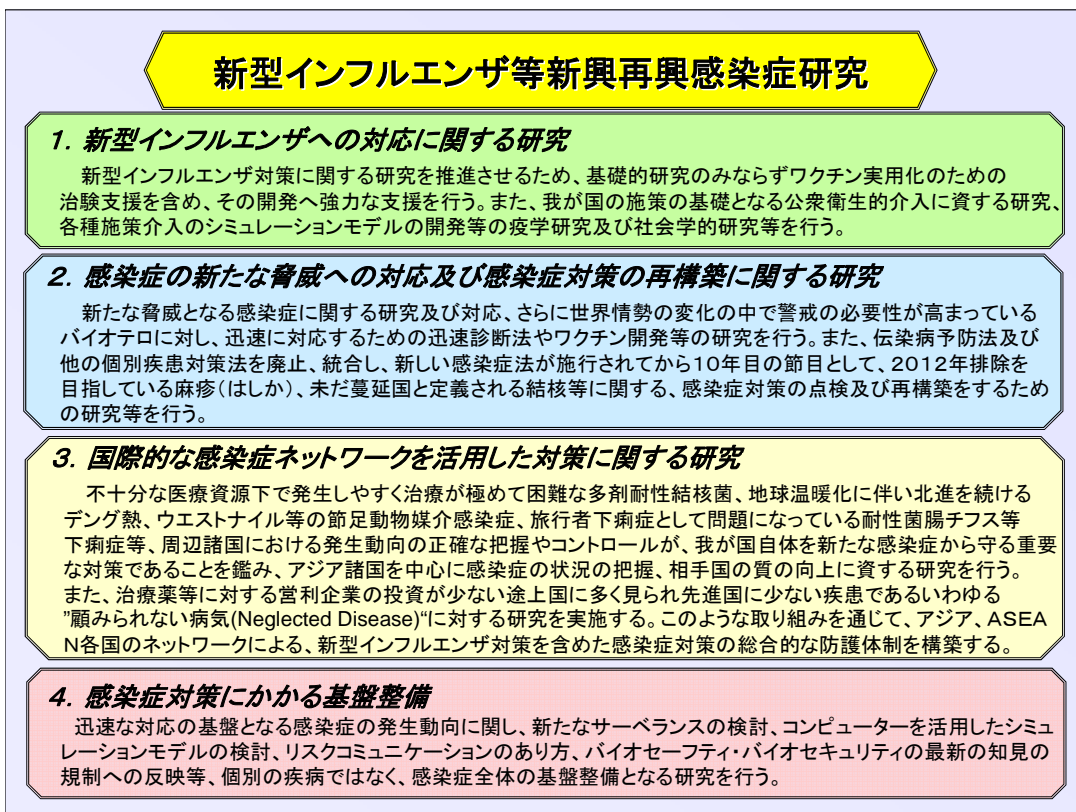 新型インフルエンザ等新興再興感染症研究
１．新型インフルエンザへの対応に関する研究
新型インフルエンザ対策に関する研究を推進させるため、基礎的研究のみならずワクチン実用化のための
治験支援を含め、その開発へ強力な支援を行う。また、我が国の施策の基礎となる公衆衛生的介入に資する研究、
各種施策介入のシミュレーションモデルの開発等の疫学研究及び社会学的研究等を行う。
２．感染症の新たな脅威への対応及び感染症対策の再構築に関する研究
新たな脅威となる感染症に関する研究及び対応、さらに世界情勢の変化の中で警戒の必要性が高まっている
バイオテロに対し、迅速に対応するための迅速診断法やワクチン開発等の研究を行う。また、伝染病予防法及び
他の個別疾患対策法を廃止、統合し、新しい感染症法が施行されてから１０年目の節目として、２０１２年排除を
目指している麻疹（はしか）、未だ蔓延国と定義される結核等に関する、感染症対策の点検及び再構築をするため
の研究等を行う。
３．国際的な感染症ネットワークを活用した対策に関する研究
不十分な医療資源下で発生しやすく治療が極めて困難な多剤耐性結核菌、地球温暖化に伴い北進を続ける
デング熱、ウエストナイル等の節足動物媒介感染症、旅行者下痢症として問題になっている耐性菌腸チフス等
下痢症等、周辺諸国における発生動向の正確な把握やコントロールが、我が国自体を新たな感染症から守る重要
な対策であることを鑑み、アジア諸国を中心に感染症の状況の把握、相手国の質の向上に資する研究を行う。
また、治療薬等に対する営利企業の投資が少ない途上国に多く見られ先進国に少ない疾患であるいわゆる
”顧みられない病気(Neglected Disease)“に対する研究を実施する。このような取り組みを通じて、アジア、ＡＳＥＡ
Ｎ各国のネットワークによる、新型インフルエンザ対策を含めた感染症対策の総合的な防護体制を構築する。
４．感染症対策にかかる基盤整備
迅速な対応の基盤となる感染症の発生動向に関し、新たなサーベランスの検討、コンピューターを活用したシミュ
レーションモデルの検討、リスクコミュニケーションのあり方、バイオセーフティ・バイオセキュリティの最新の知見の
規制への反映等、個別の疾病ではなく、感染症全体の基盤整備となる研究を行う。